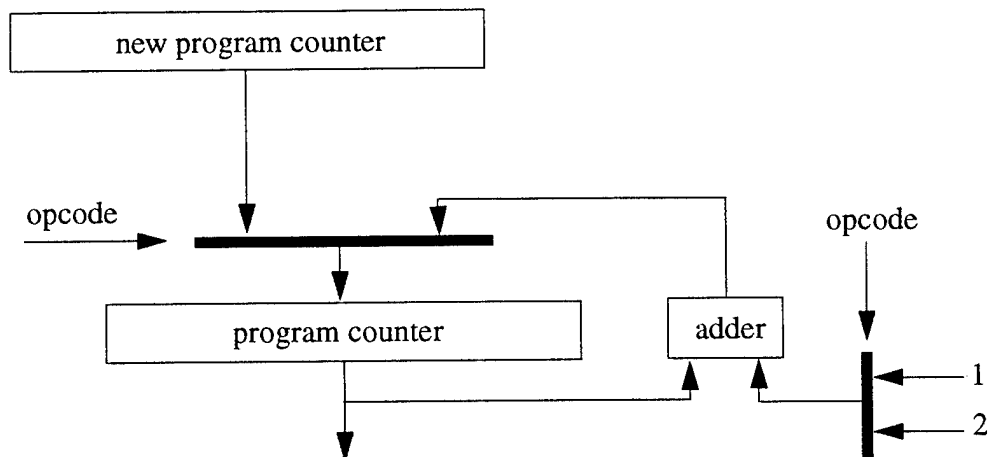 new program counter
opcode
opcode
program counter
adder
1
2